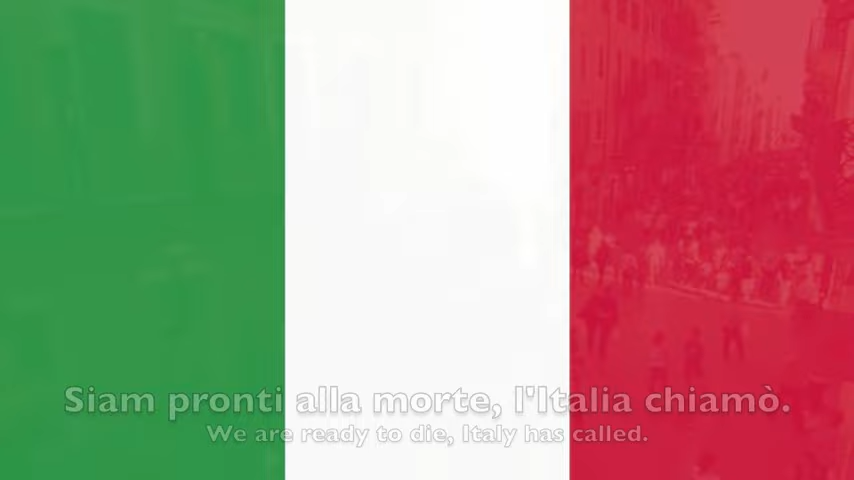 Siam pronti alla morte, l'Italia chiamò.
We are ready to die, Italy has called.